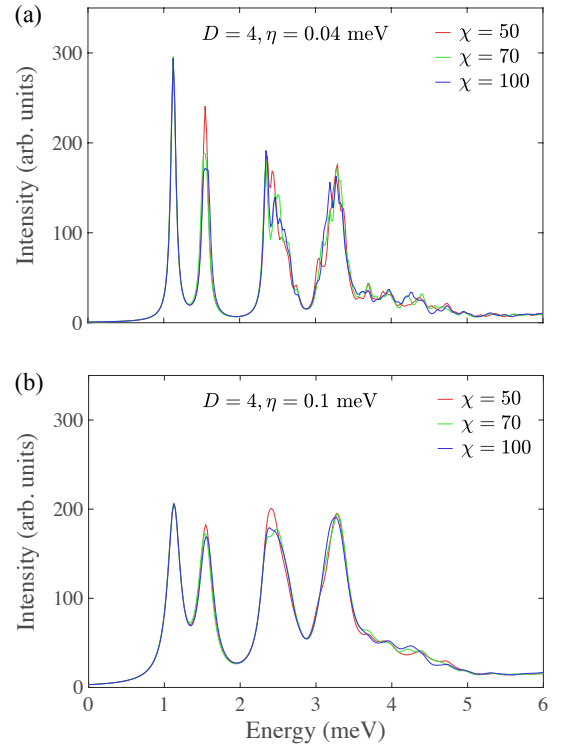 (a)
D = 4, η = 0.04 meV
χ = 50
χ = 70
χ = 100
Intensity (arb. units)
300
200
100
0
(b)
D = 4, η = 0.1 meV
χ = 50
χ = 70
χ = 100
Intensity (arb. units)
300
200
100
0
0 1 2 3 4 5 6
Energy (meV)